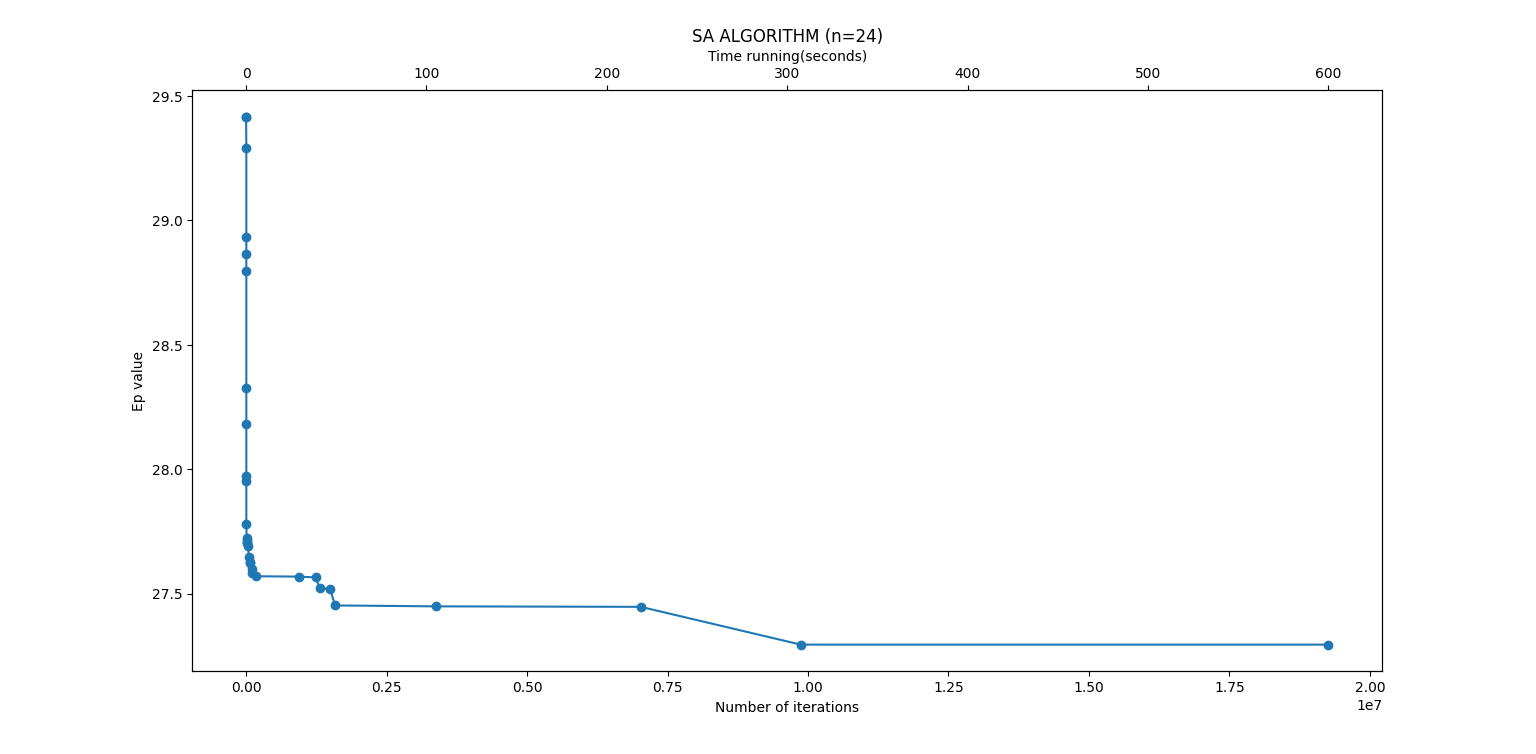 SA ALGORITHM (n=24)
Time running(seconds)
0 100 200 300 400 500 600
29.5
29.0
28.5
28.0
27.5
Ep value
0.00 0.25 0.50 0.75 1.00 1.25 1.50 1.75 2.00
1e7
Number of iterations